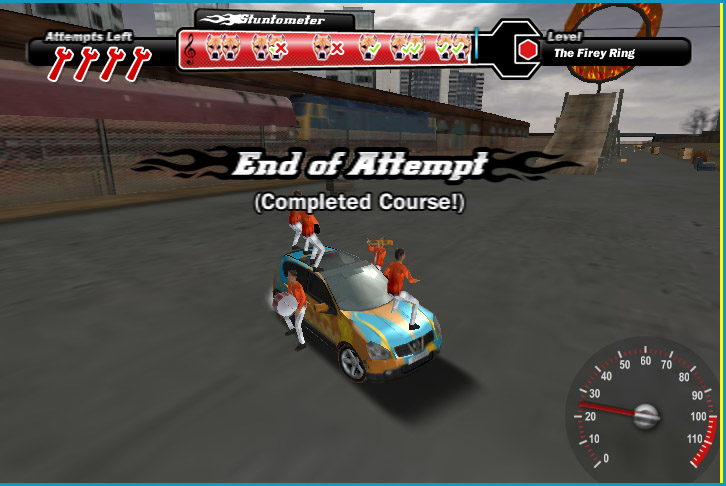 Stuntometer
Attempts Left
Level
The Firey Ring
End of Attempt
(Completed Course!)
0
10
20
30
40
50
60
70
80
90
100
110